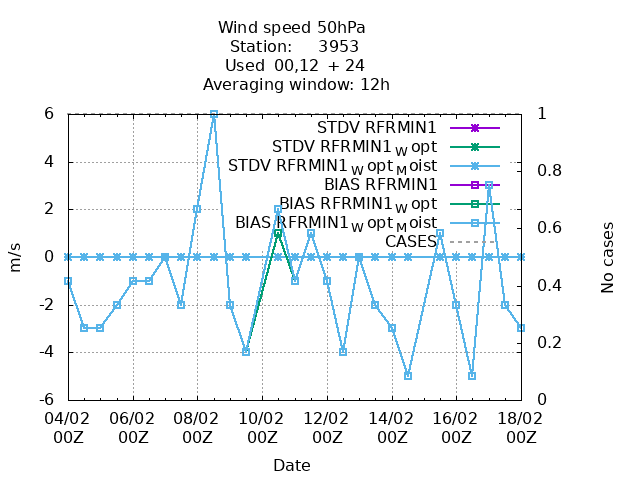 Wind speed 50hPa
Station: 3953
Used 00,12 + 24
Averaging window: 12h
STDV RFRMIN1
STDV RFRMIN1_W opt
STDV RFRMIN1_W opt_M oist
BIAS RFRMIN1
BIAS RFRMIN1_W opt
BIAS RFRMIN1_W opt_M oist
CASES
m/s
6
4
2
0
-2
-4
-6
1
0.8
0.6
0.4
0.2
0
No cases
04/02 06/02 08/02 10/02 12/02 14/02 16/02 18/02
00Z 00Z 00Z 00Z 00Z 00Z 00Z 00Z
Date